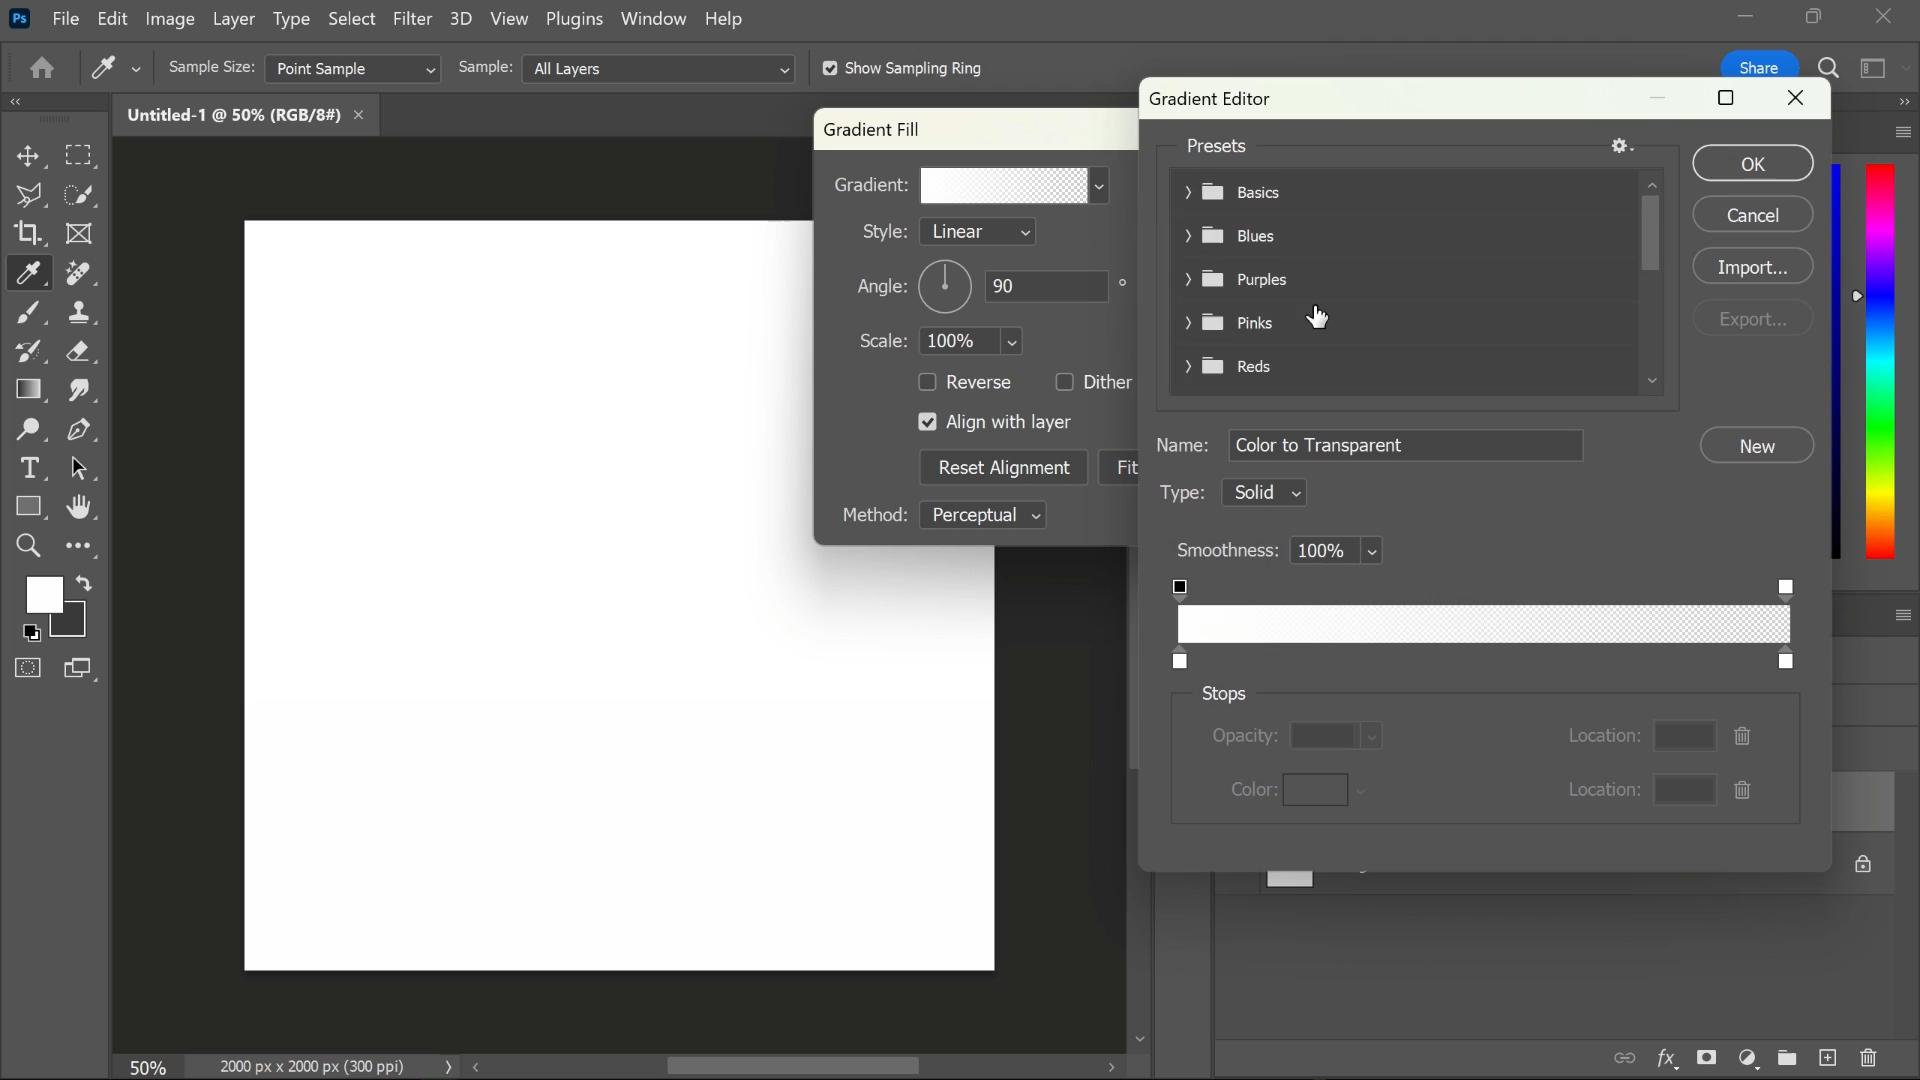 Ps File Edit Image Layer Type Select Filter 3D View Plugins Window Help
Sample Size: Point Sample Sample: All Layers Show Sampling Ring Share
Untitled-1 @ 50% (RGB/8#)
Gradient Fill
Gradient:
Style: Linear
Angle: 90 °
Scale: 100%
Reverse Dither
Align with layer
Reset Alignment Fit
Method: Perceptual
Gradient Editor
Presets
Basics
Blues
Purples
Pinks
Reds
OK
Cancel
Import...
Export...
Name: Color to Transparent
New
Type: Solid
Smoothness: 100%
Stops
Opacity: Location:
Color: Location:
50% 2000 px x 2000 px (300 ppi)
fx